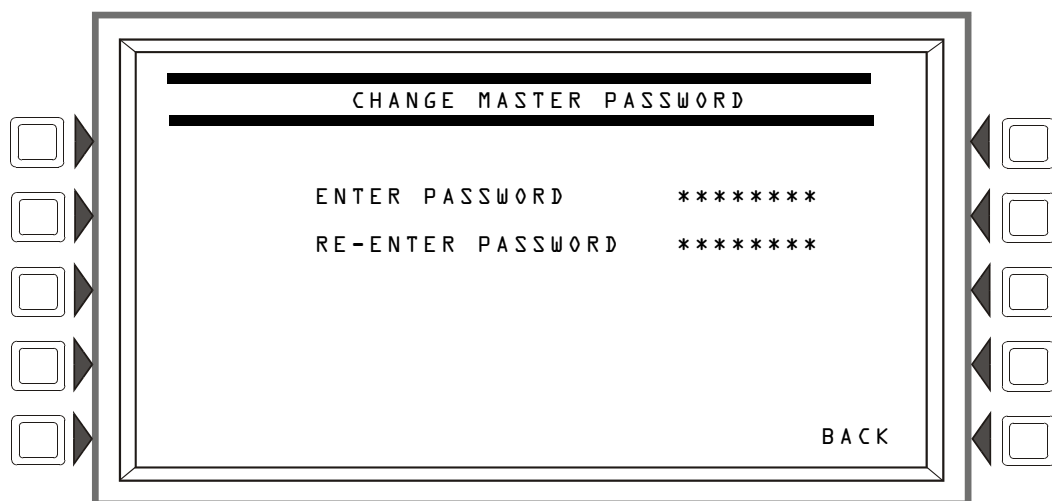 CHANGE MASTER PASSWORD
ENTER PASSWORD ********
RE-ENTER PASSWORD ********
BACK